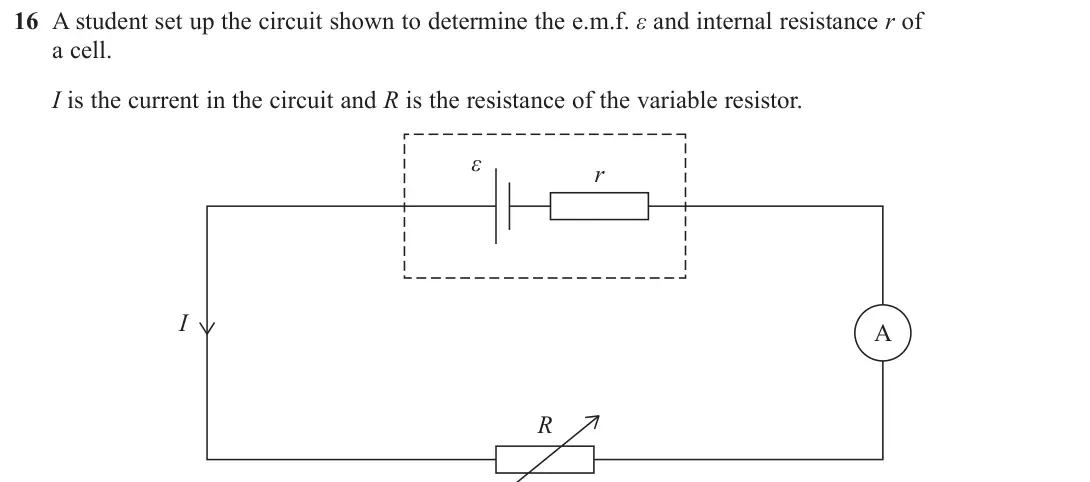 16 A student set up the circuit shown to determine the e.m.f. ε and internal resistance r of
a cell.
I is the current in the circuit and R is the resistance of the variable resistor.
ε
r
I
A
R